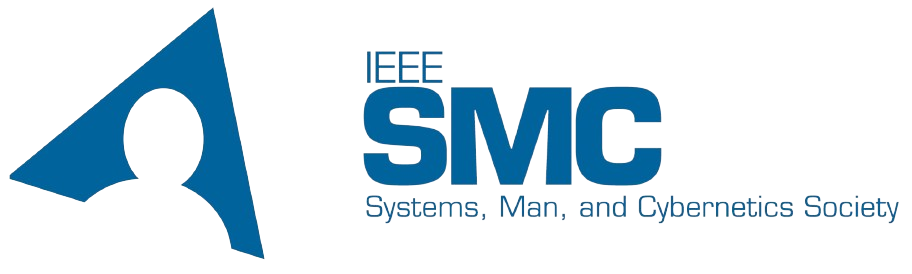 IEEE
SMC
Systems, Man, and Cybernetics Society